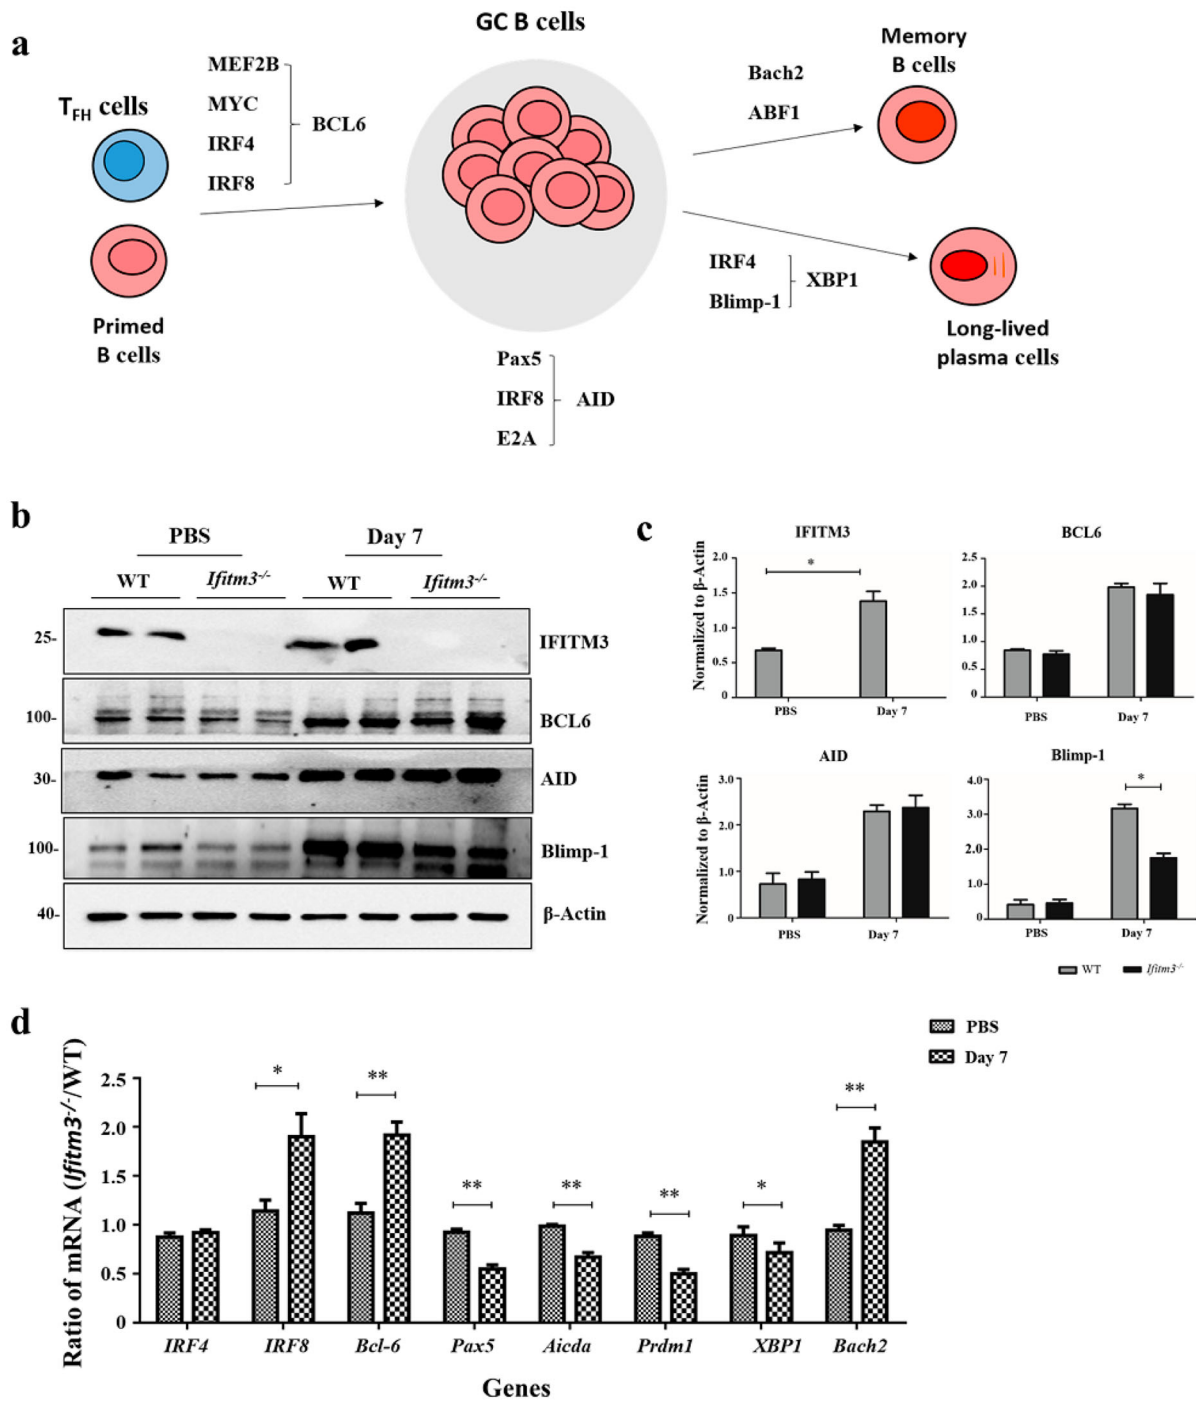 a
GC B cells
T_FH cells
MEF2B
MYC
IRF4
IRF8
BCL6
Primed
B cells
Bach2
ABF1
Memory
B cells
IRF4
Blimp-1
XBP1
Long-lived
plasma cells
Pax5
IRF8
E2A
AID
b
PBS
Day 7
WT
Ifitm3-/-
WT
Ifitm3-/-
25-
IFITM3
100-
BCL6
30-
AID
100-
Blimp-1
40-
β-Actin
c
IFITM3
Normalized to β-Actin
2.0
1.5
1.0
0.5
0
*
PBS
Day 7
BCL6
2.5
2.0
1.5
1.0
0.5
0
PBS
Day 7
AID
Normalized to β-Actin
3.0
2.0
1.0
0
PBS
Day 7
Blimp-1
4.0
3.0
2.0
1.0
0
*
PBS
Day 7
WT
Ifitm3-/-
d
PBS
Day 7
Ratio of mRNA (Ifitm3-/-/WT)
2.5
2.0
1.5
1.0
0.5
0
*
**
**
**
**
*
**
IRF4
IRF8
Bcl-6
Pax5
Aicda
Prdm1
XBP1
Bach2
Genes